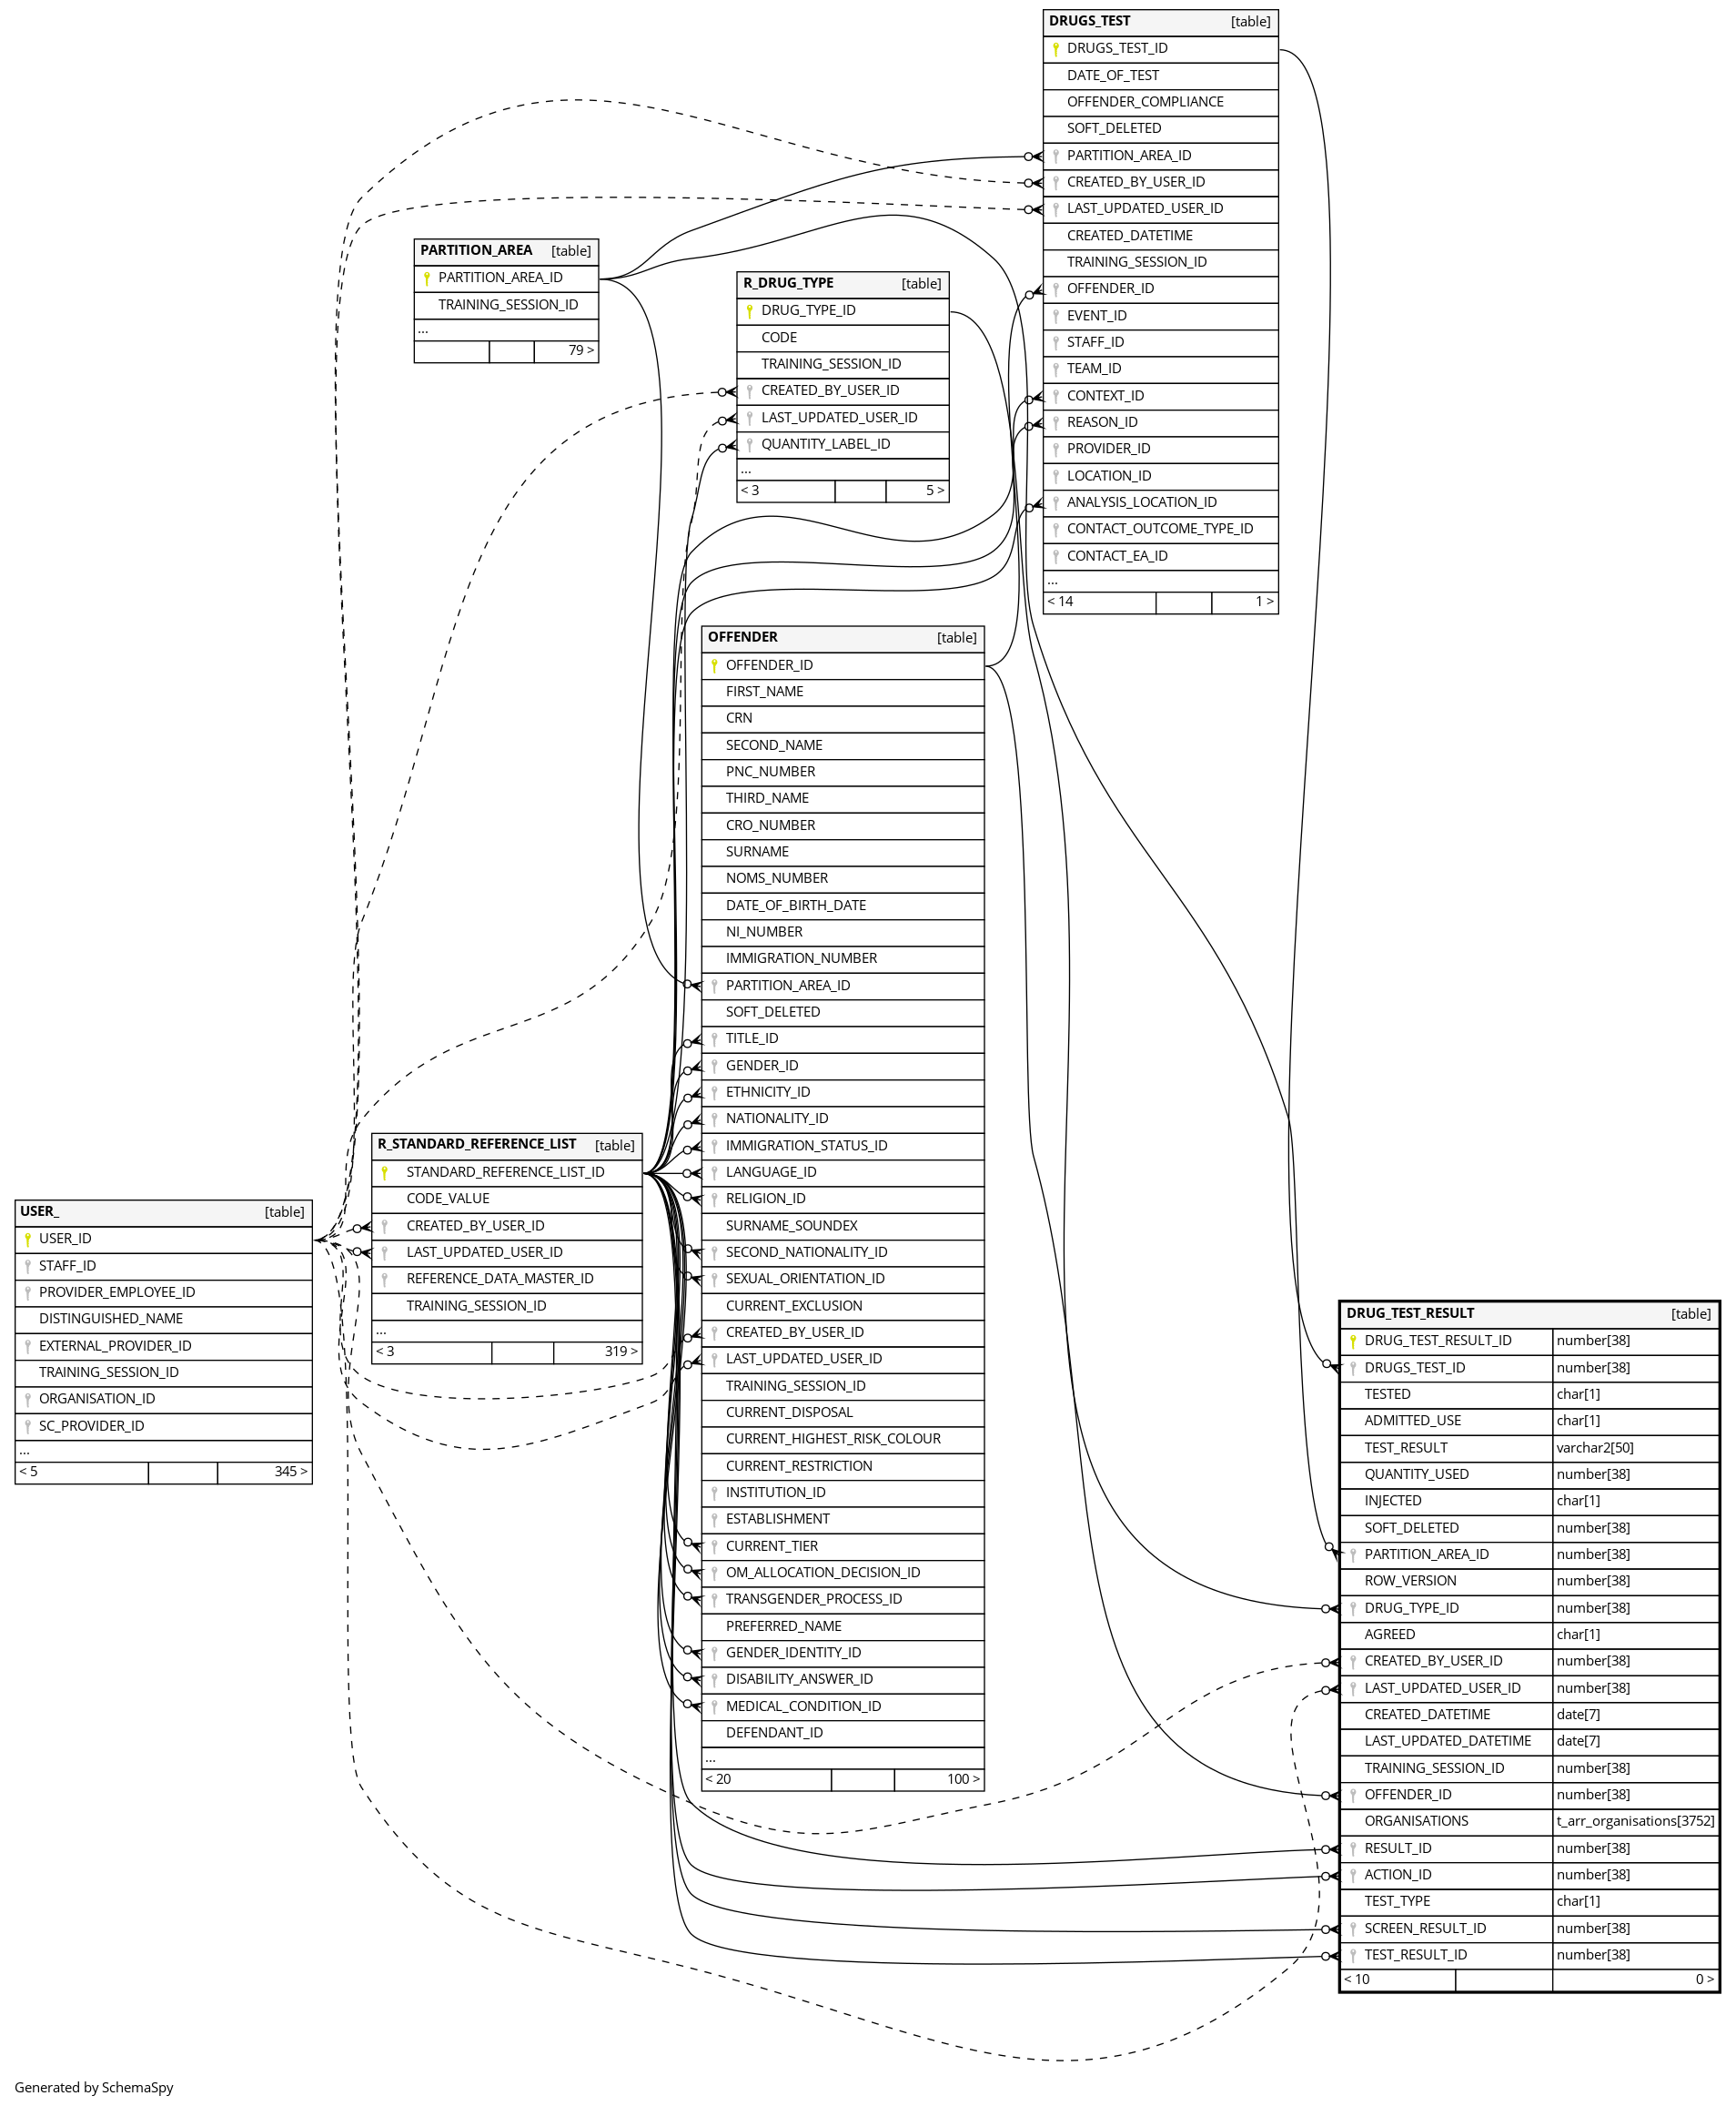 DRUGS_TEST [table]
DRUGS_TEST_ID
DATE_OF_TEST
OFFENDER_COMPLIANCE
SOFT_DELETED
PARTITION_AREA_ID
CREATED_BY_USER_ID
LAST_UPDATED_USER_ID
CREATED_DATETIME
TRAINING_SESSION_ID
OFFENDER_ID
EVENT_ID
STAFF_ID
TEAM_ID
CONTEXT_ID
REASON_ID
PROVIDER_ID
LOCATION_ID
ANALYSIS_LOCATION_ID
CONTACT_OUTCOME_TYPE_ID
CONTACT_EA_ID
...
< 14 1 >
PARTITION_AREA [table]
PARTITION_AREA_ID
TRAINING_SESSION_ID
...
79 >
R_DRUG_TYPE [table]
DRUG_TYPE_ID
CODE
TRAINING_SESSION_ID
CREATED_BY_USER_ID
LAST_UPDATED_USER_ID
QUANTITY_LABEL_ID
...
< 3 5 >
OFFENDER [table]
OFFENDER_ID
FIRST_NAME
CRN
SECOND_NAME
PNC_NUMBER
THIRD_NAME
CRO_NUMBER
SURNAME
NOMS_NUMBER
DATE_OF_BIRTH_DATE
NI_NUMBER
IMMIGRATION_NUMBER
PARTITION_AREA_ID
SOFT_DELETED
TITLE_ID
GENDER_ID
ETHNICITY_ID
NATIONALITY_ID
IMMIGRATION_STATUS_ID
LANGUAGE_ID
RELIGION_ID
SURNAME_SOUNDEX
SECOND_NATIONALITY_ID
SEXUAL_ORIENTATION_ID
CURRENT_EXCLUSION
CREATED_BY_USER_ID
LAST_UPDATED_USER_ID
TRAINING_SESSION_ID
CURRENT_DISPOSAL
CURRENT_HIGHEST_RISK_COLOUR
CURRENT_RESTRICTION
INSTITUTION_ID
ESTABLISHMENT
CURRENT_TIER
OM_ALLOCATION_DECISION_ID
TRANSGENDER_PROCESS_ID
PREFERRED_NAME
GENDER_IDENTITY_ID
DISABILITY_ANSWER_ID
MEDICAL_CONDITION_ID
DEFENDANT_ID
...
< 20 100 >
R_STANDARD_REFERENCE_LIST [table]
STANDARD_REFERENCE_LIST_ID
CODE_VALUE
CREATED_BY_USER_ID
LAST_UPDATED_USER_ID
REFERENCE_DATA_MASTER_ID
TRAINING_SESSION_ID
...
< 3 319 >
USER_ [table]
USER_ID
STAFF_ID
PROVIDER_EMPLOYEE_ID
DISTINGUISHED_NAME
EXTERNAL_PROVIDER_ID
TRAINING_SESSION_ID
ORGANISATION_ID
SC_PROVIDER_ID
...
< 5 345 >
DRUG_TEST_RESULT [table]
DRUG_TEST_RESULT_ID number[38]
DRUGS_TEST_ID number[38]
TESTED char[1]
ADMITTED_USE char[1]
TEST_RESULT varchar2[50]
QUANTITY_USED number[38]
INJECTED char[1]
SOFT_DELETED number[38]
PARTITION_AREA_ID number[38]
ROW_VERSION number[38]
DRUG_TYPE_ID number[38]
AGREED char[1]
CREATED_BY_USER_ID number[38]
LAST_UPDATED_USER_ID number[38]
CREATED_DATETIME date[7]
LAST_UPDATED_DATETIME date[7]
TRAINING_SESSION_ID number[38]
OFFENDER_ID number[38]
ORGANISATIONS t_arr_organisations[3752]
RESULT_ID number[38]
ACTION_ID number[38]
TEST_TYPE char[1]
SCREEN_RESULT_ID number[38]
TEST_RESULT_ID number[38]
< 10 0 >
Generated by SchemaSpy